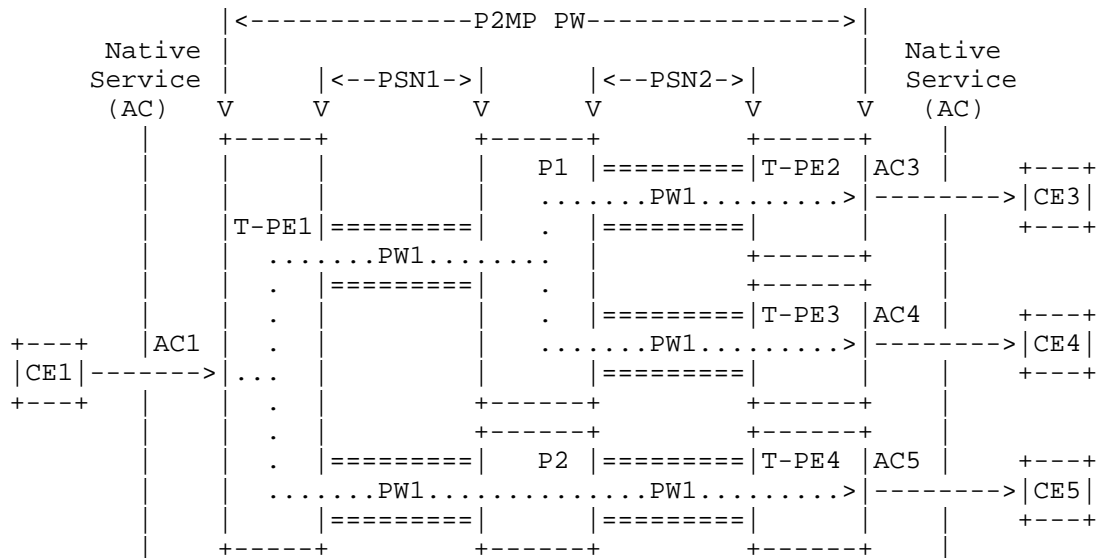 |<--------------P2MP PW---------------->|
Native | | Native
Service | |<--PSN1->| |<--PSN2->| | Service
(AC) V V V V V V (AC)
| +-----+ +------+ +------+ |
| | | | P1 |=========|T-PE2 |AC3 | +---+
| | | | .......PW1.........>|-------->|CE3|
| |T-PE1|=========| . |=========| | | +---+
| | .......PW1........ | +------+ |
| | . |=========| . | +------+ |
| | . | | . |=========|T-PE3 |AC4 | +---+
+---+ |AC1 | . | | .......PW1.........>|-------->|CE4|
|CE1|------->|... | | |=========| | | +---+
+---+ | | . | +------+ +------+ |
| | . | +------+ +------+ |
| | . |=========| P2 |=========|T-PE4 |AC5 | +---+
| | .......PW1..............PW1.........>|-------->|CE5|
| | |=========| |=========| | | +---+
| +-----+ +------+ +------+ |